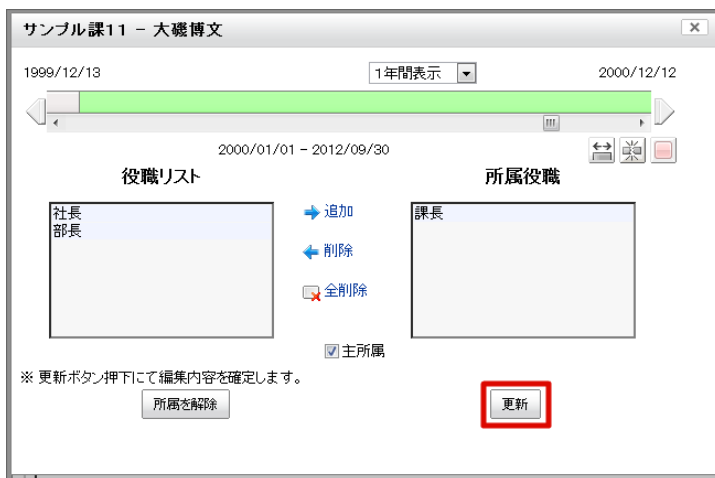 サンプル課11 - 大磯博文
1999/12/13
1年間表示
2000/12/12
2000/01/01 - 2012/09/30
役職リスト
所属役職
社長
部長
追加
削除
全削除
課長
主所属
※ 更新ボタン押下にて編集内容を確定します。
所属を解除
更新